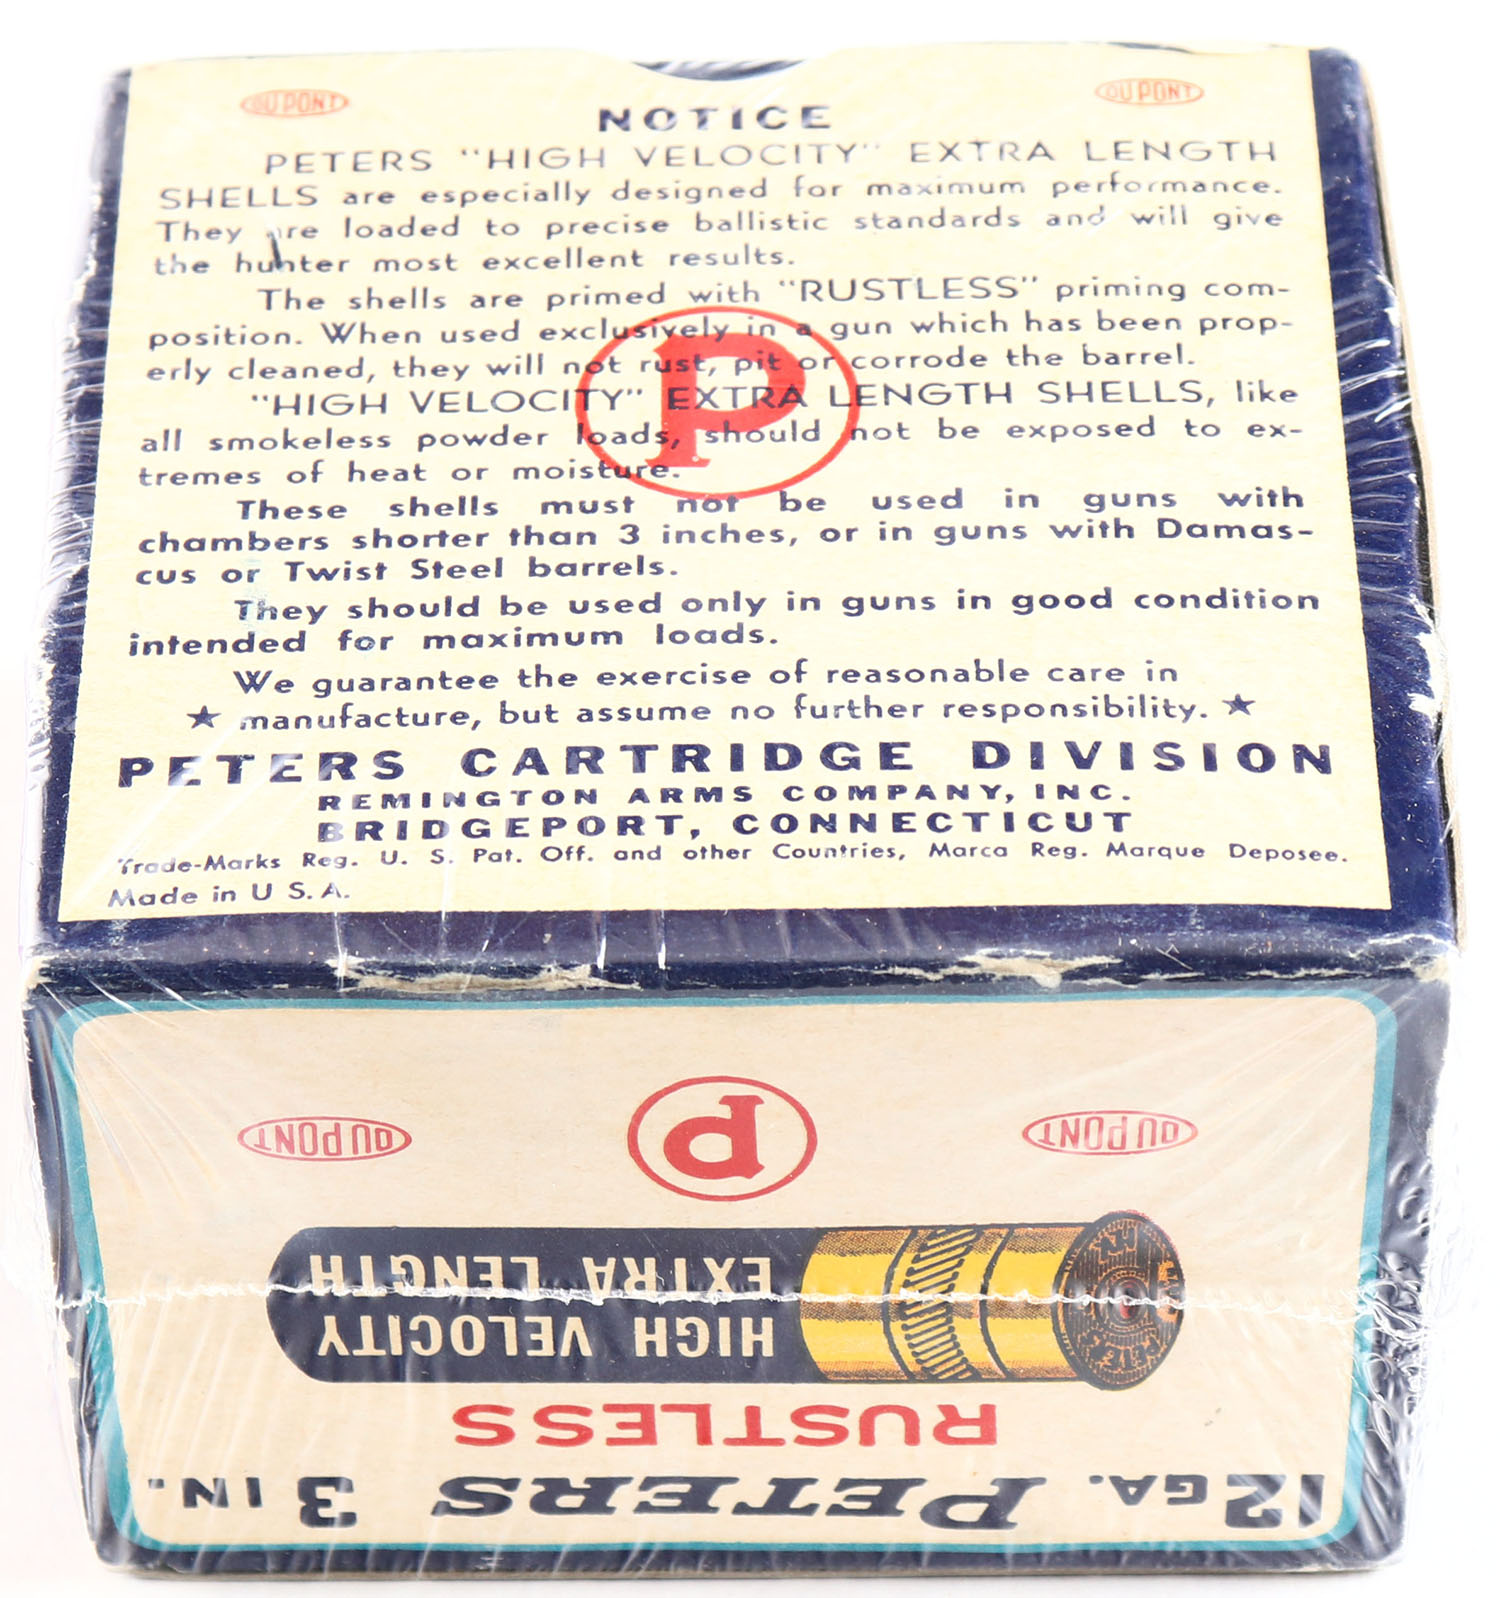 DU PONT
DU PONT
NOTICE
PETERS "HIGH VELOCITY" EXTRA LENGTH
SHELLS are especially designed for maximum performance.
They are loaded to precise ballistic standards and will give
the hunter most excellent results.
The shells are primed with "RUSTLESS" priming com-
position. When used exclusively in a gun which has been prop-
erly cleaned, they will not rust, pit or corrode the barrel.
"HIGH VELOCITY" EXTRA LENGTH SHELLS, like
all smokeless powder loads, should not be exposed to ex-
tremes of heat or moisture.
P
These shells must not be used in guns with
chambers shorter than 3 inches, or in guns with Damas-
cus or Twist Steel barrels.
They should be used only in guns in good condition
intended for maximum loads.
We guarantee the exercise of reasonable care in
★ manufacture, but assume no further responsibility. ★
PETERS CARTRIDGE DIVISION
REMINGTON ARMS COMPANY, INC.
BRIDGEPORT, CONNECTICUT
Trade-Marks Reg. U. S. Pat. Off. and other Countries, Marca Reg. Marque Deposee.
Made in U S. A.
12 GA. PETERS 3 IN.
RUSTLESS
HIGH VELOCITY
EXTRA LENGTH
DU PONT
P
DU PONT